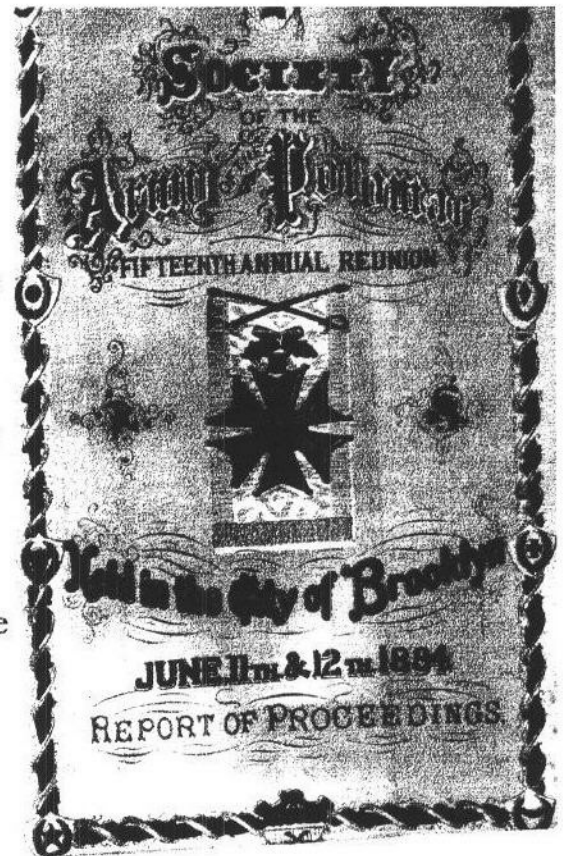 SOCIETY
OF THE
Army of the Potomac
FIFTEENTH ANNUAL REUNION
Held in the City of Brooklyn
e
JUNE 11TH & 12TH 1884.
REPORT OF PROCEEDINGS.